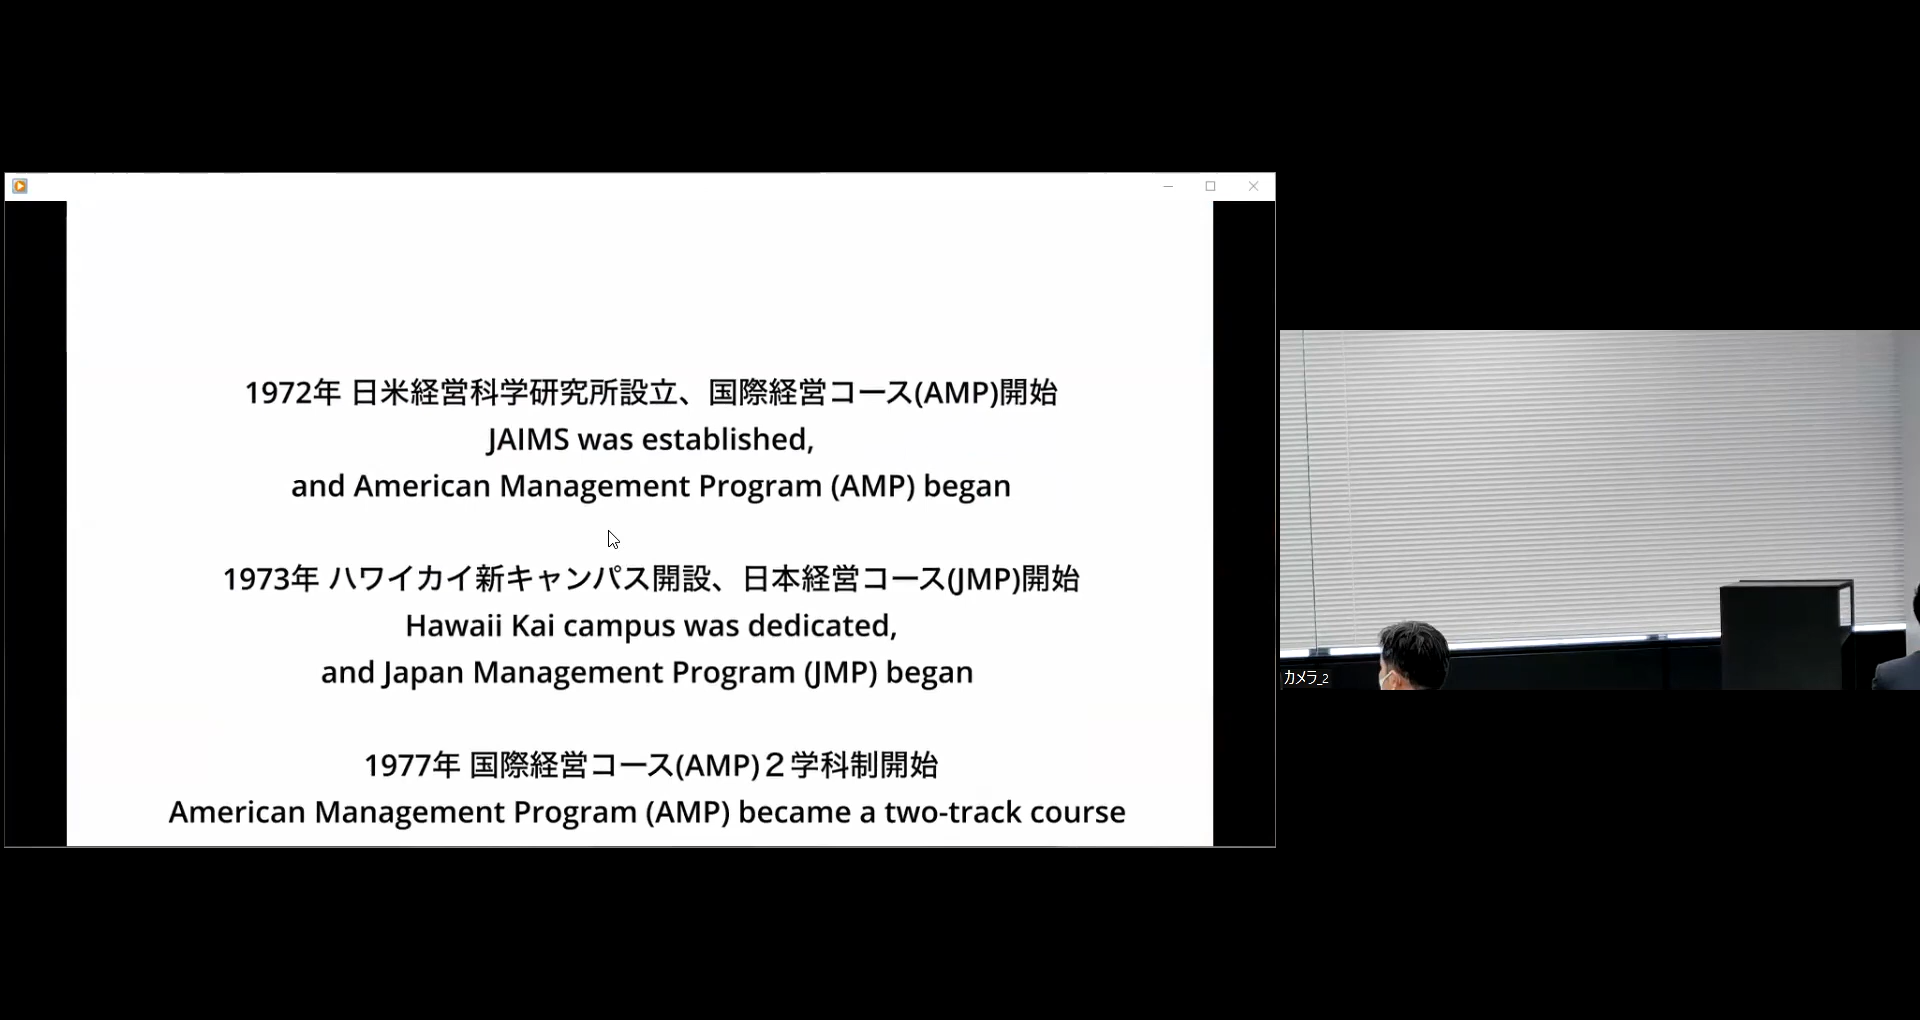 1972年 日米経営科学研究所設立、国際経営コース(AMP)開始
JAIMS was established,
and American Management Program (AMP) began
1973年 ハワイカイ新キャンパス開設、日本経営コース(JMP)開始
Hawaii Kai campus was dedicated,
and Japan Management Program (JMP) began
1977年 国際経営コース(AMP)２学科制開始
American Management Program (AMP) became a two-track course
カメラ_2